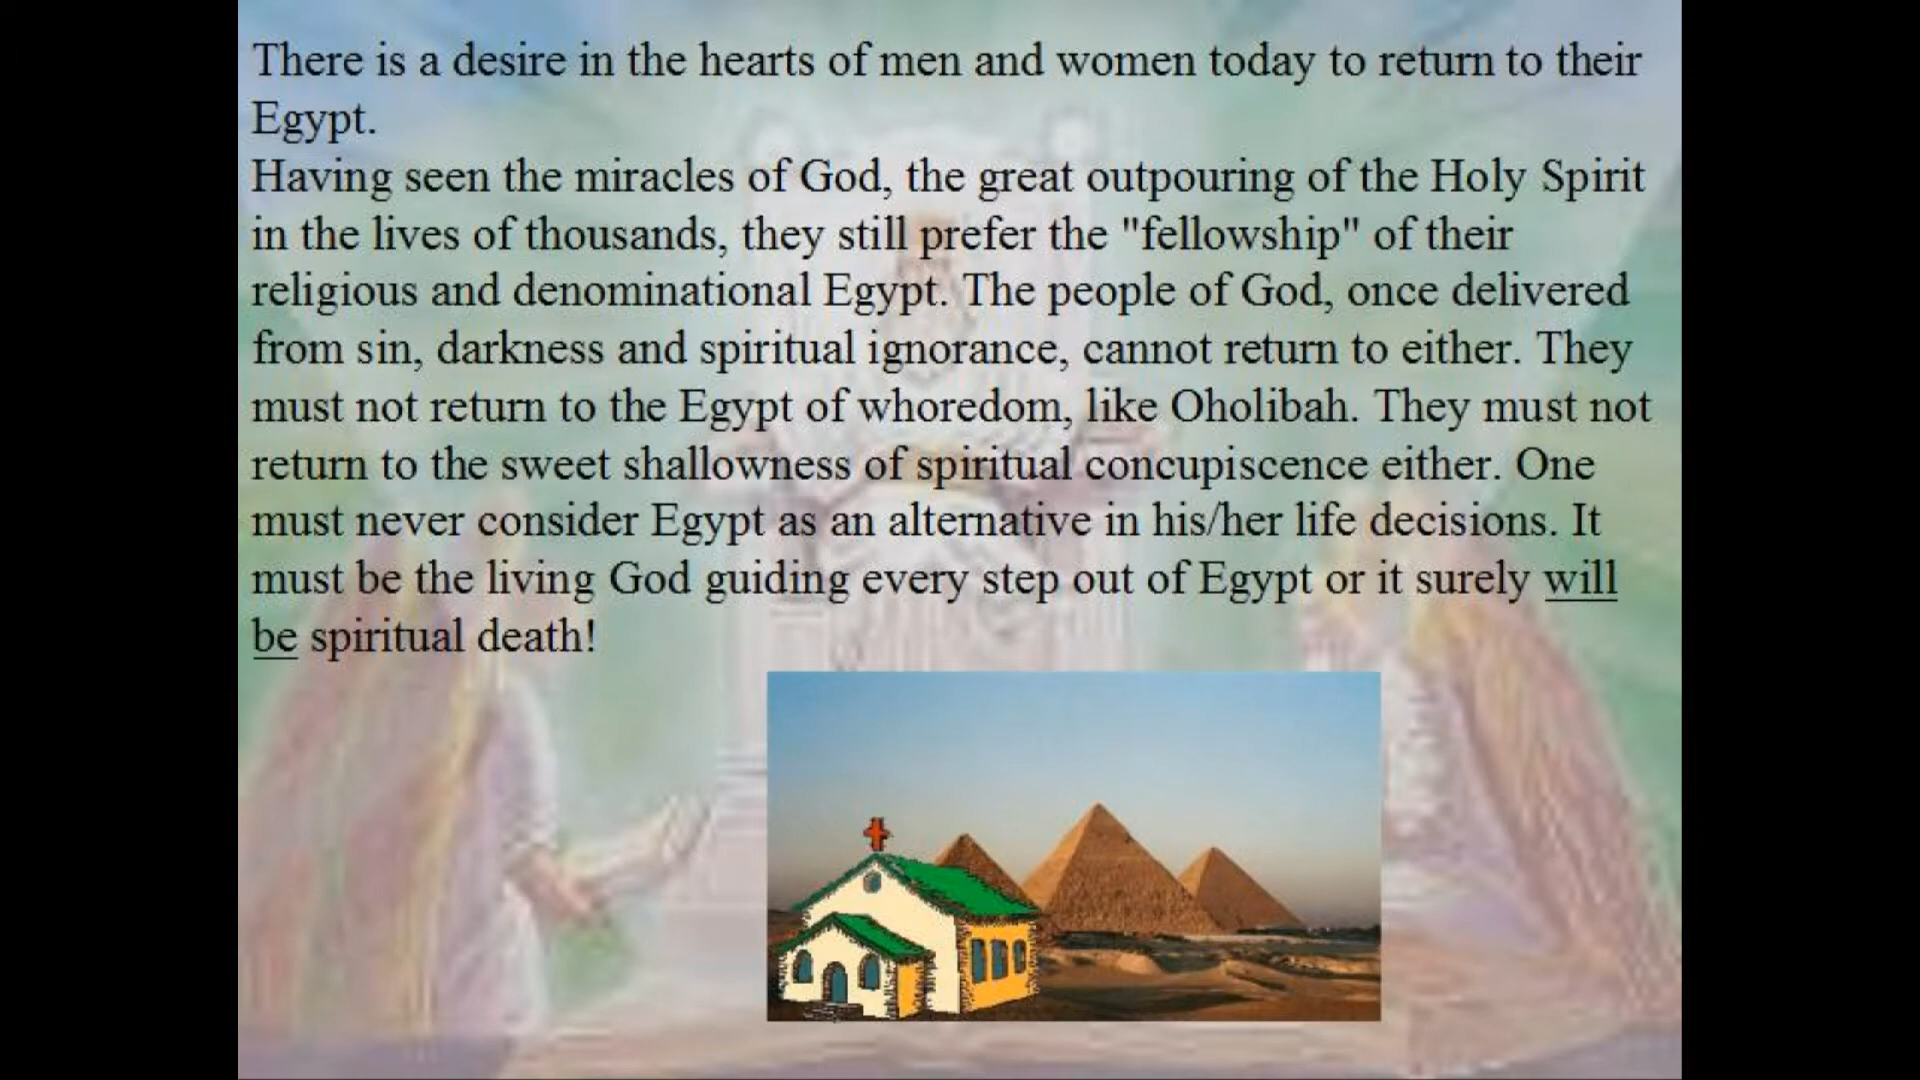 There is a desire in the hearts of men and women today to return to their
Egypt.
Having seen the miracles of God, the great outpouring of the Holy Spirit
in the lives of thousands, they still prefer the "fellowship" of their
religious and denominational Egypt. The people of God, once delivered
from sin, darkness and spiritual ignorance, cannot return to either. They
must not return to the Egypt of whoredom, like Oholibah. They must not
return to the sweet shallowness of spiritual concupiscence either. One
must never consider Egypt as an alternative in his/her life decisions. It
must be the living God guiding every step out of Egypt or it surely will
be spiritual death!